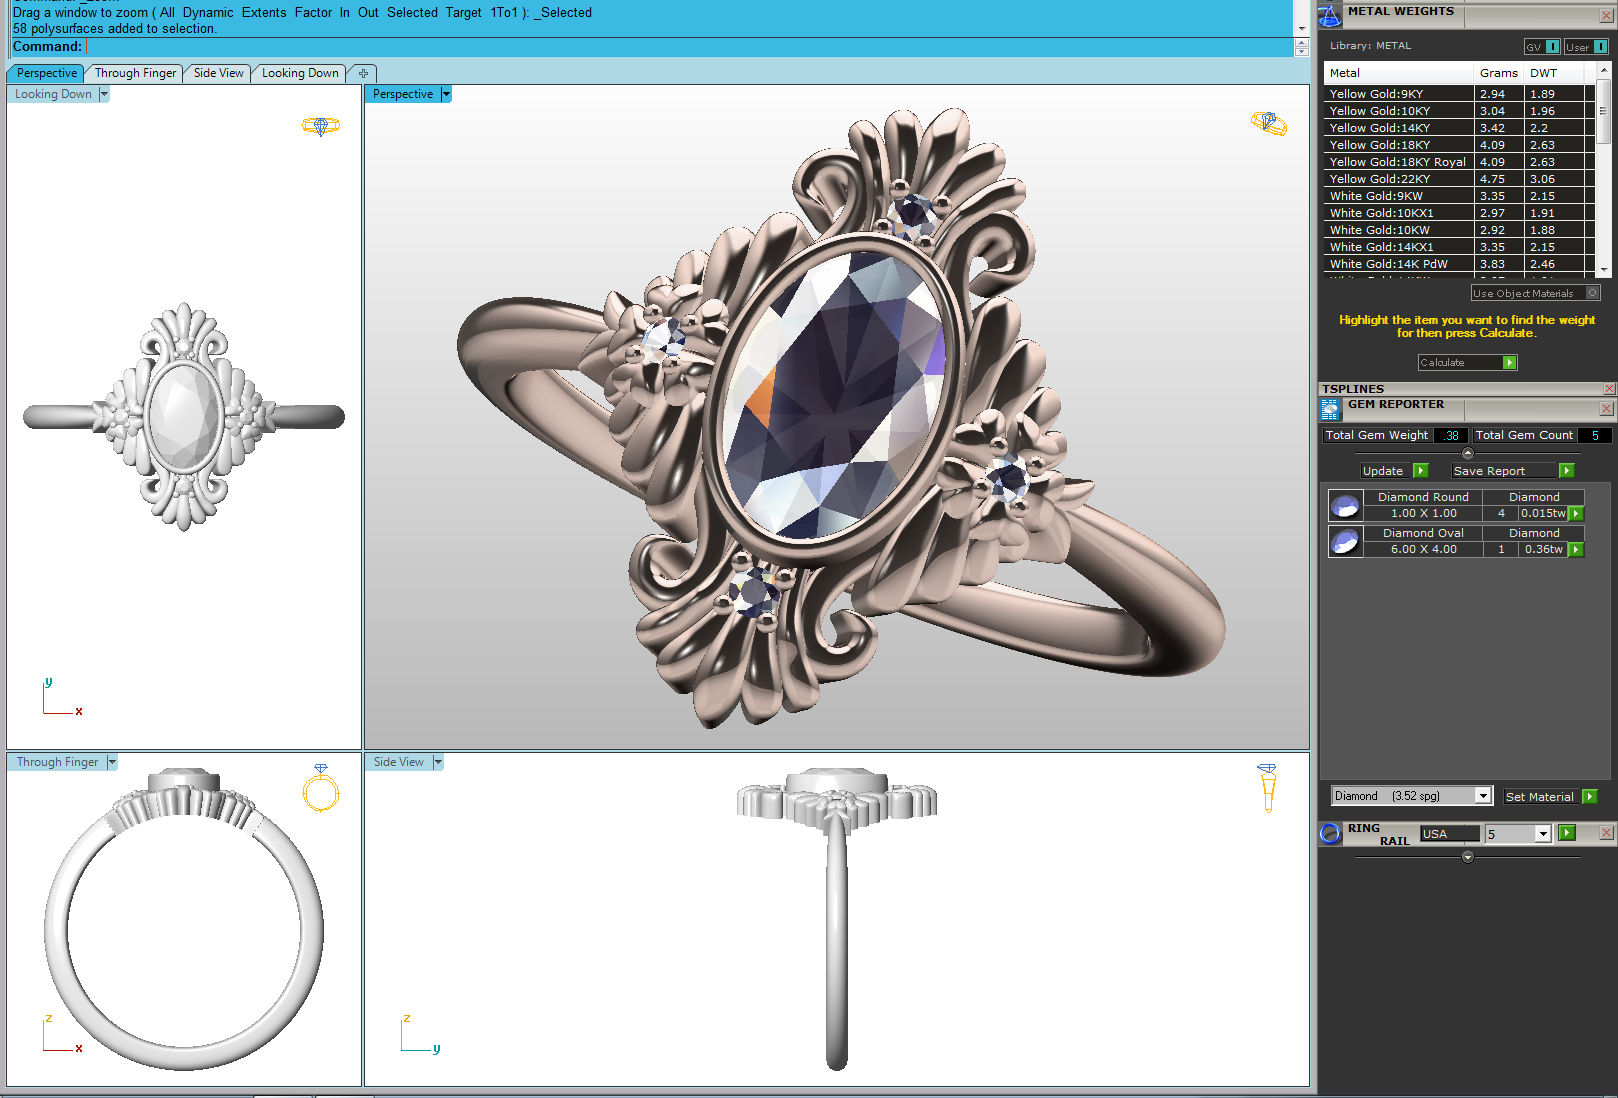 Drag a window to zoom ( All Dynamic Extents Factor In Out Selected Target 1To1 ): _Selected
58 polysurfaces added to selection.
Command:
Perspective
Through Finger
Side View
Looking Down
Looking Down
Perspective
y
x
Through Finger
z
x
Side View
z
y
METAL WEIGHTS
Library: METAL
GV
User
Metal Grams DWT
Yellow Gold:9KY 2.94 1.89
Yellow Gold:10KY 3.04 1.96
Yellow Gold:14KY 3.42 2.2
Yellow Gold:18KY 4.09 2.63
Yellow Gold:18KY Royal 4.09 2.63
Yellow Gold:22KY 4.75 3.06
White Gold:9KW 3.35 2.15
White Gold:10KX1 2.97 1.91
White Gold:10KW 2.92 1.88
White Gold:14KX1 3.35 2.15
White Gold:14K PdW 3.83 2.46
Use Object Materials
Highlight the item you want to find the weight
for then press Calculate.
Calculate
TSPLINES
GEM REPORTER
Total Gem Weight .38 Total Gem Count 5
Update
Save Report
Diamond Round Diamond
1.00 X 1.00 4 0.015tw
Diamond Oval Diamond
6.00 X 4.00 1 0.36tw
Diamond (3.52 spg)
Set Material
RING
RAIL
USA
5